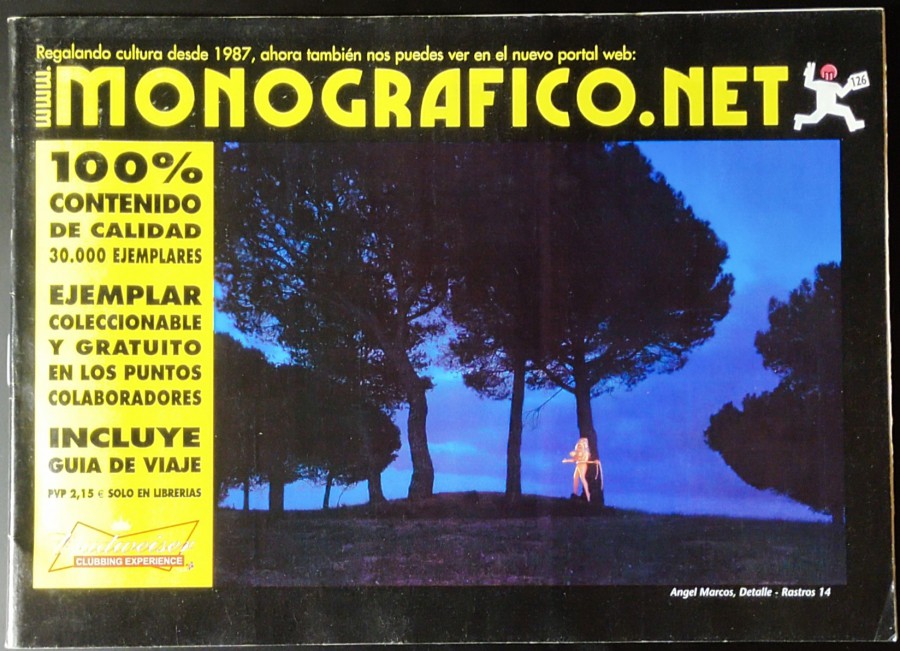 Regalando cultura desde 1987, ahora también nos puedes ver en el nuevo portal web:
www.MONOGRAFICO.NET
126
100%
CONTENIDO
DE CALIDAD
30.000 EJEMPLARES
EJEMPLAR
COLECCIONABLE
Y GRATUITO
EN LOS PUNTOS
COLABORADORES
INCLUYE
GUIA DE VIAJE
PVP 2,15 € SOLO EN LIBRERIAS
Budweiser
CLUBBING EXPERIENCE
Angel Marcos, Detalle - Rastros 14